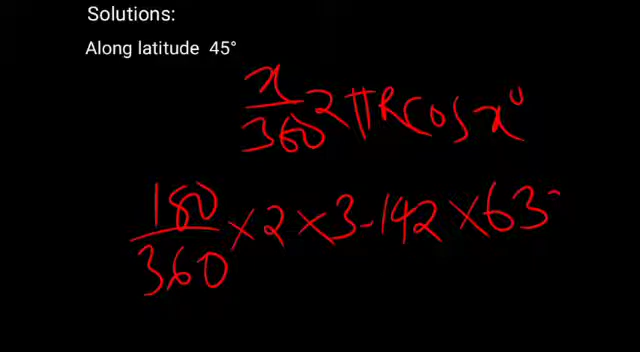 Solutions:
Along latitude 45°
x/360 2πRCos x°
180/360 × 2 × 3.142 × 63